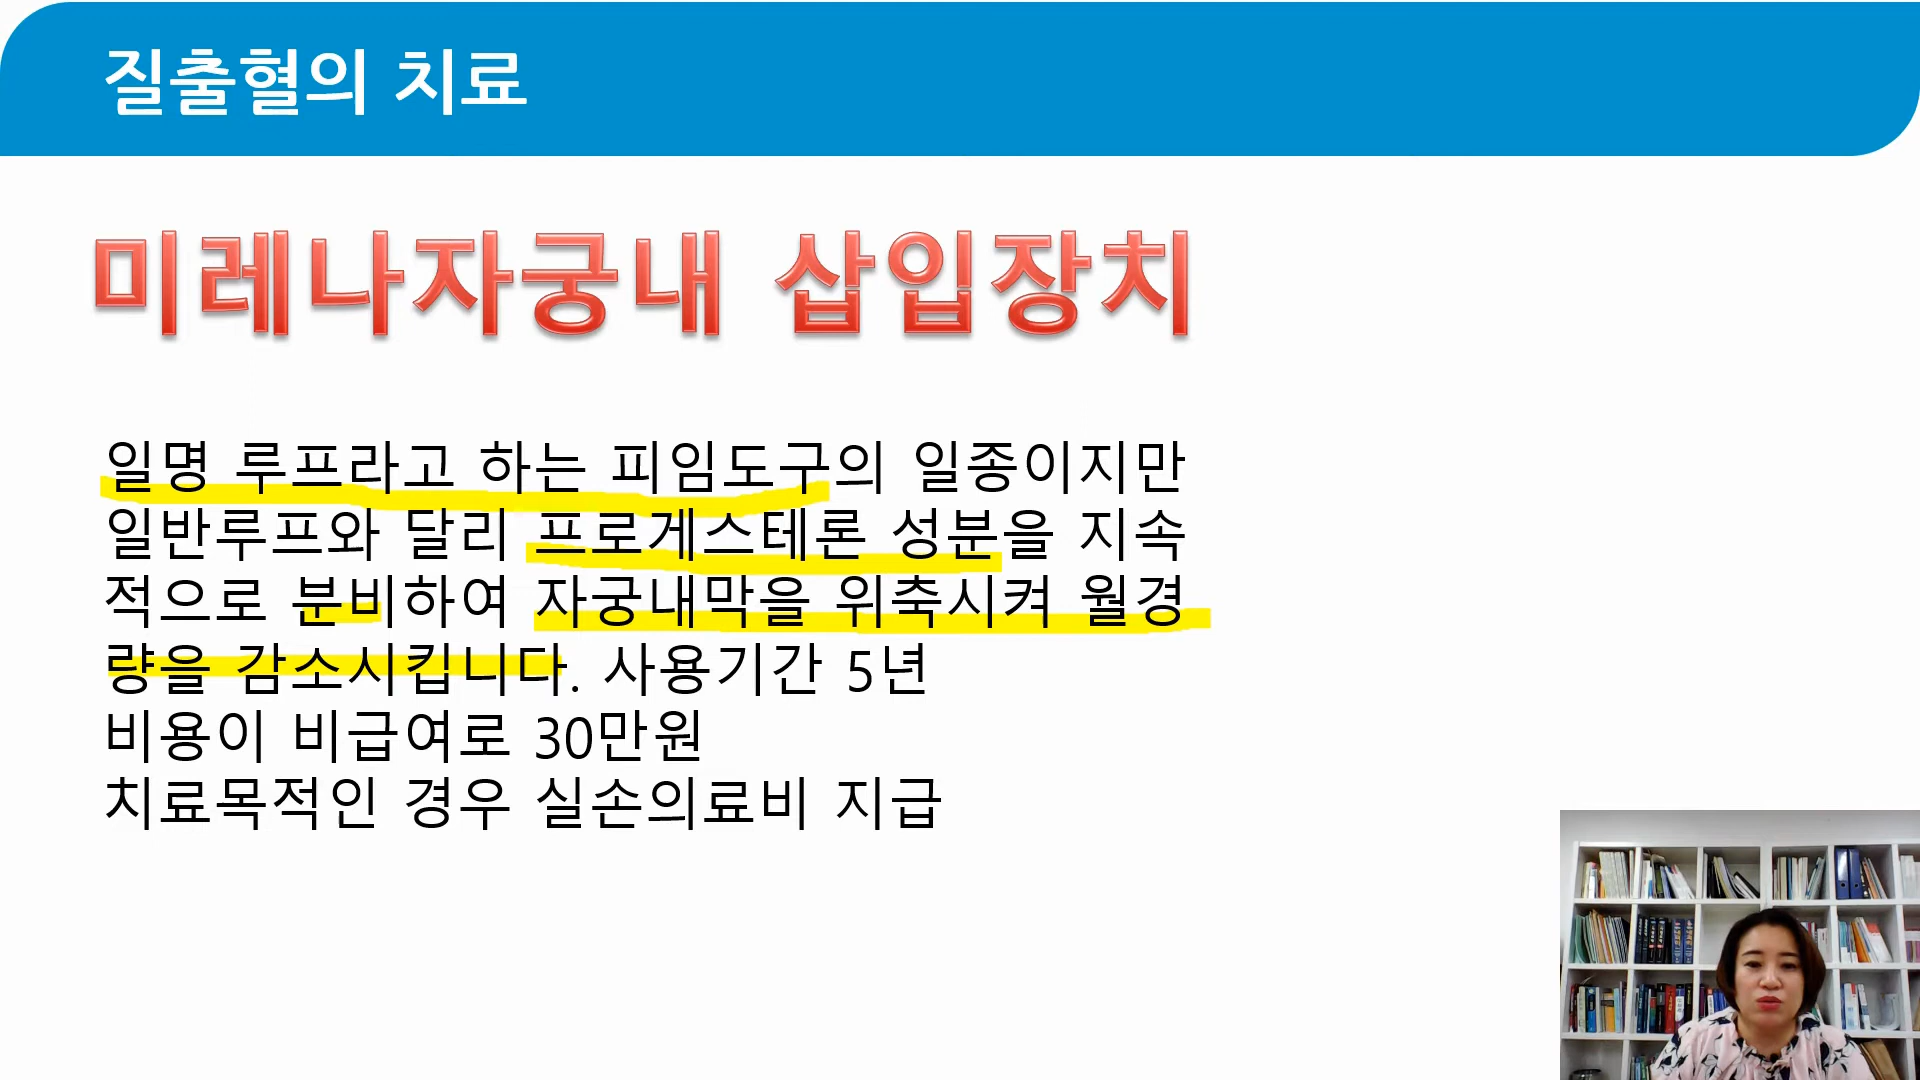 질출혈의 치료
미레나자궁내 삽입장치
일명 루프라고 하는 피임도구의 일종이지만
일반루프와 달리 프로게스테론 성분을 지속
적으로 분비하여 자궁내막을 위축시켜 월경
량을 감소시킵니다. 사용기간 5년
비용이 비급여로 30만원
치료목적인 경우 실손의료비 지급